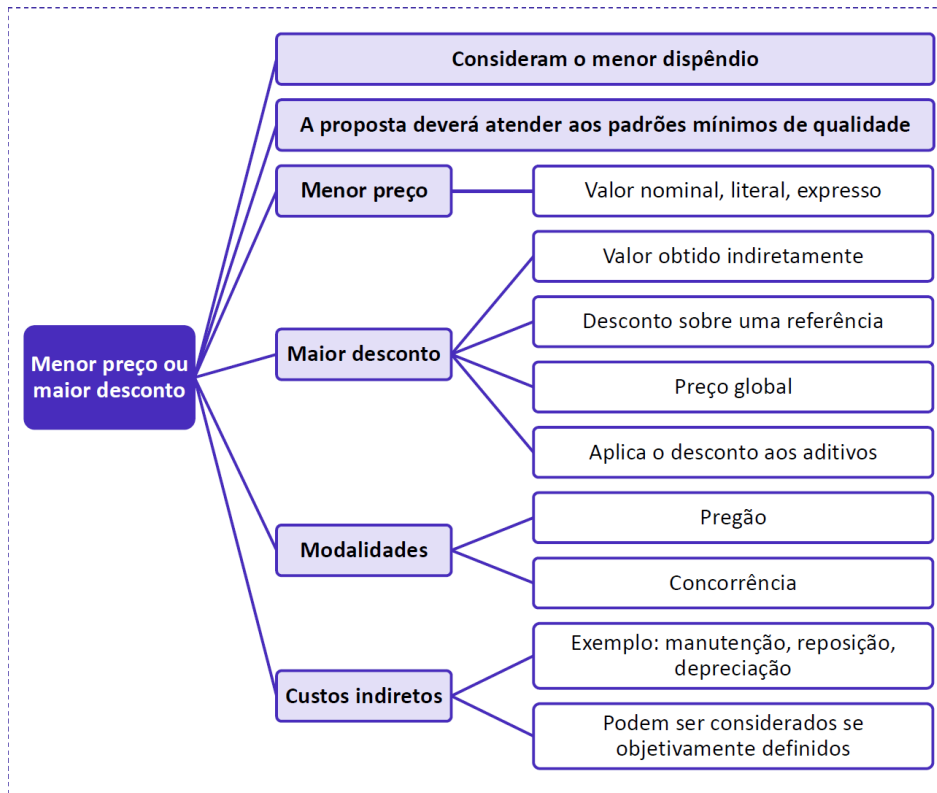 Menor preço ou
maior desconto
Consideram o menor dispêndio
A proposta deverá atender aos padrões mínimos de qualidade
Menor preço
Valor nominal, literal, expresso
Maior desconto
Valor obtido indiretamente
Desconto sobre uma referência
Preço global
Aplica o desconto aos aditivos
Modalidades
Pregão
Concorrência
Custos indiretos
Exemplo: manutenção, reposição,
depreciação
Podem ser considerados se
objetivamente definidos